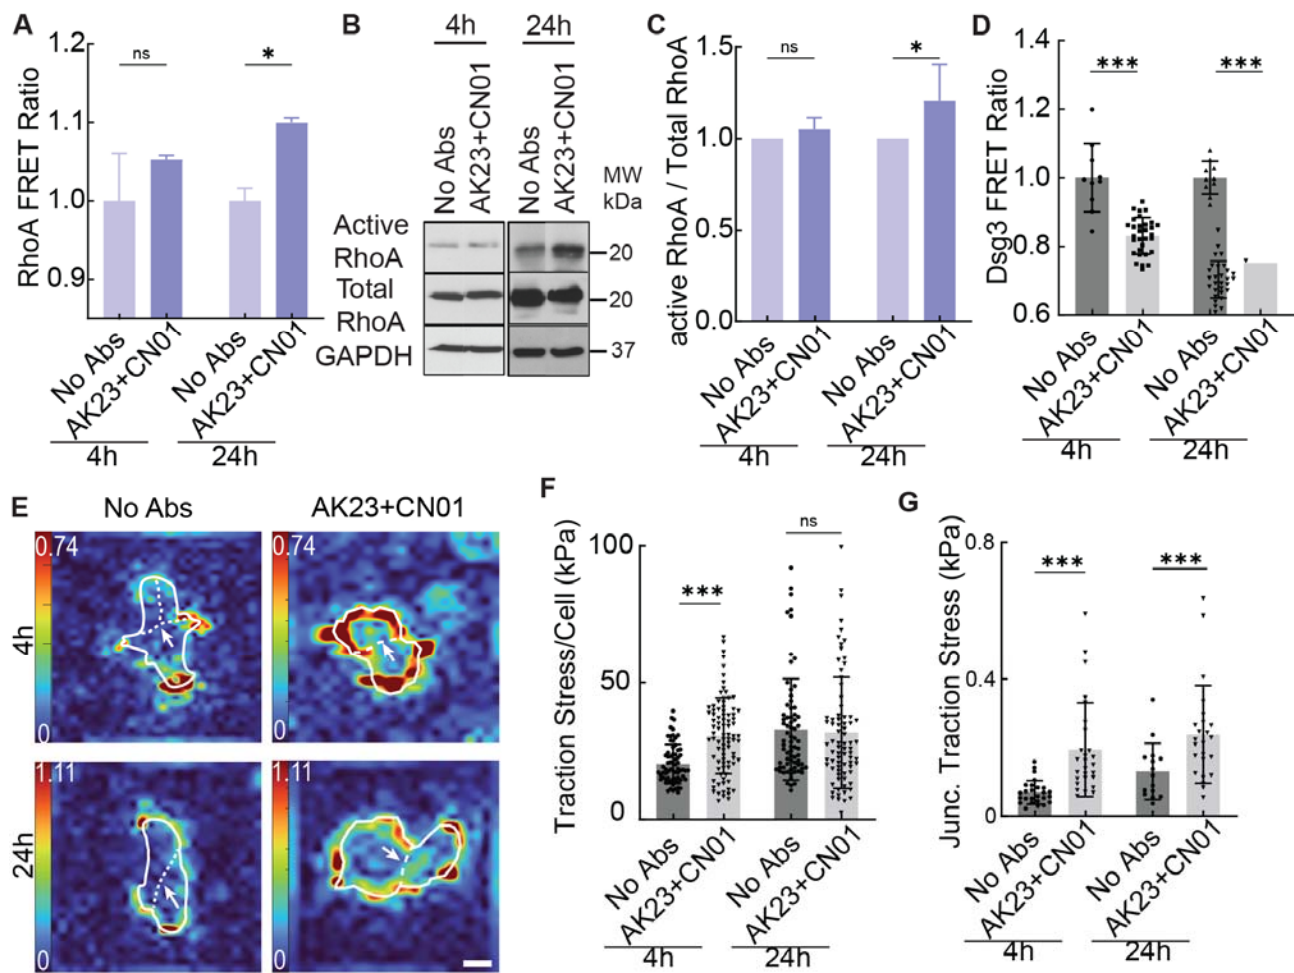 A
RhoA FRET Ratio
1.2
1.1
1.0
0.9
ns
*
No Abs
AK23+CN01
No Abs
AK23+CN01
4h
24h
B
4h
24h
No Abs
AK23+CN01
No Abs
AK23+CN01
MW
kDa
Active
RhoA
20
Total
RhoA
20
GAPDH
37
C
active RhoA / Total RhoA
1.5
1.0
0.5
0.0
ns
*
No Abs
AK23+CN01
No Abs
AK23+CN01
4h
24h
D
Dsg3 FRET Ratio
1.4
1.2
1.0
0.8
0.6
***
***
No Abs
AK23+CN01
No Abs
AK23+CN01
4h
24h
E
No Abs
AK23+CN01
4h
0.74
0
0.74
0
24h
1.11
0
1.11
0
F
Traction Stress/Cell (kPa)
100
50
0
***
ns
No Abs
AK23+CN01
No Abs
AK23+CN01
4h
24h
G
Junc. Traction Stress (kPa)
0.8
0.4
0
***
***
No Abs
AK23+CN01
No Abs
AK23+CN01
4h
24h